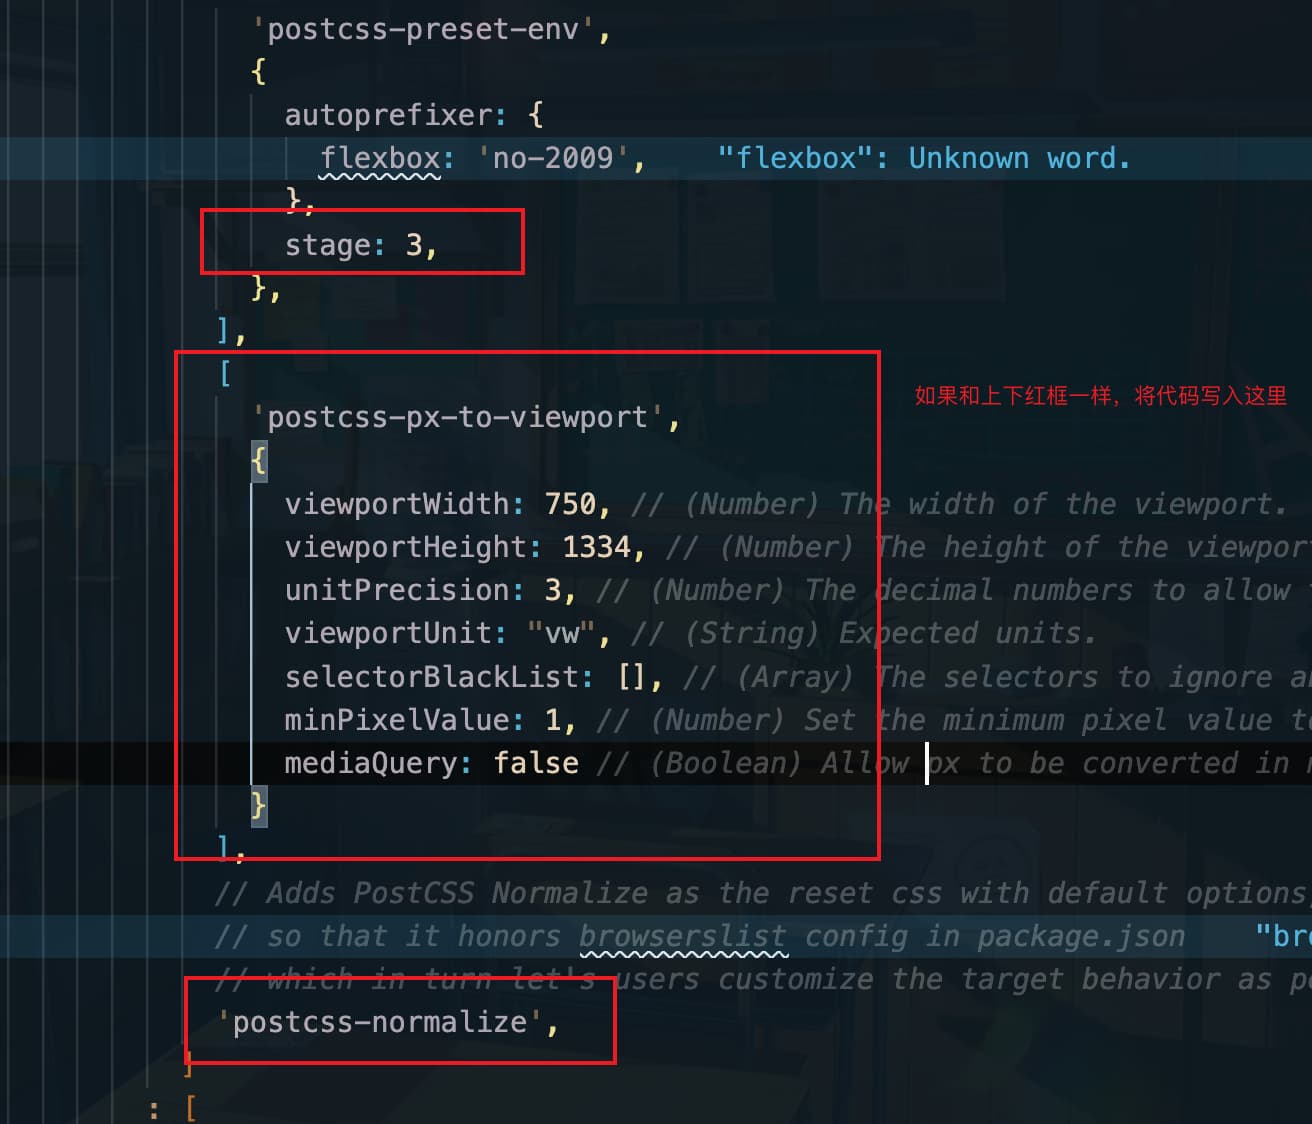 'postcss-preset-env',
{
autoprefixer: {
flexbox: 'no-2009', "flexbox": Unknown word.
},
stage: 3,
},
],
[
如果和上下红框一样，将代码写入这里
'postcss-px-to-viewport',
{
viewportWidth: 750, // (Number) The width of the viewport.
viewportHeight: 1334, // (Number) The height of the viewport
unitPrecision: 3, // (Number) The decimal numbers to allow
viewportUnit: "vw", // (String) Expected units.
selectorBlackList: [], // (Array) The selectors to ignore
minPixelValue: 1, // (Number) Set the minimum pixel value
mediaQuery: false // (Boolean) Allow px to be converted in
}
],
// Adds PostCSS Normalize as the reset css with default options,
// so that it honors browserslist config in package.json "bro
// which in turn let's users customize the target behavior as
'postcss-normalize',
]
: [